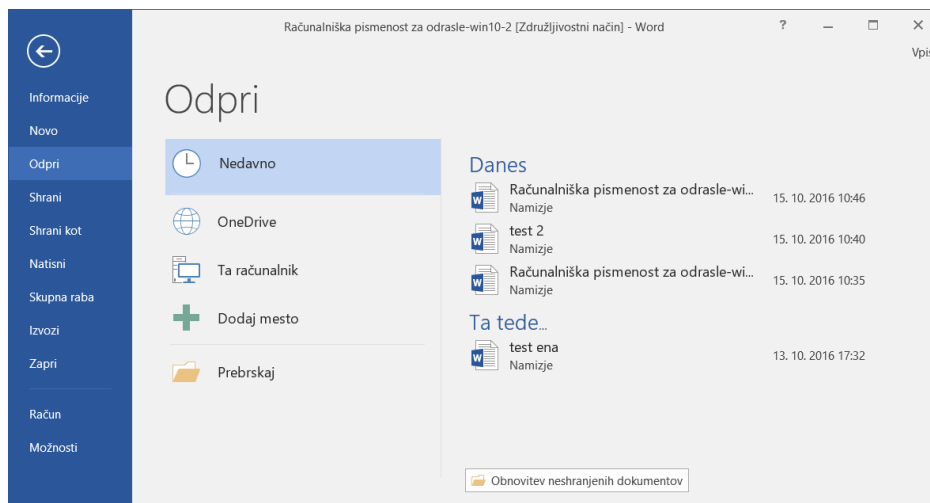 Računalniška pismenost za odrasle-win10-2 [Združljivostni način] - Word
?
Vpis
Informacije
Novo
Odpri
Shrani
Shrani kot
Natisni
Skupna raba
Izvozi
Zapri
Račun
Možnosti
Odpri
Nedavno
OneDrive
Ta računalnik
Dodaj mesto
Prebrskaj
Danes
Računalniška pismenost za odrasle-wi... 15. 10. 2016 10:46
Namizje
test 2 15. 10. 2016 10:40
Namizje
Računalniška pismenost za odrasle-wi... 15. 10. 2016 10:35
Namizje
Ta tede...
test ena 13. 10. 2016 17:32
Namizje
Obnovitev neshranjenih dokumentov